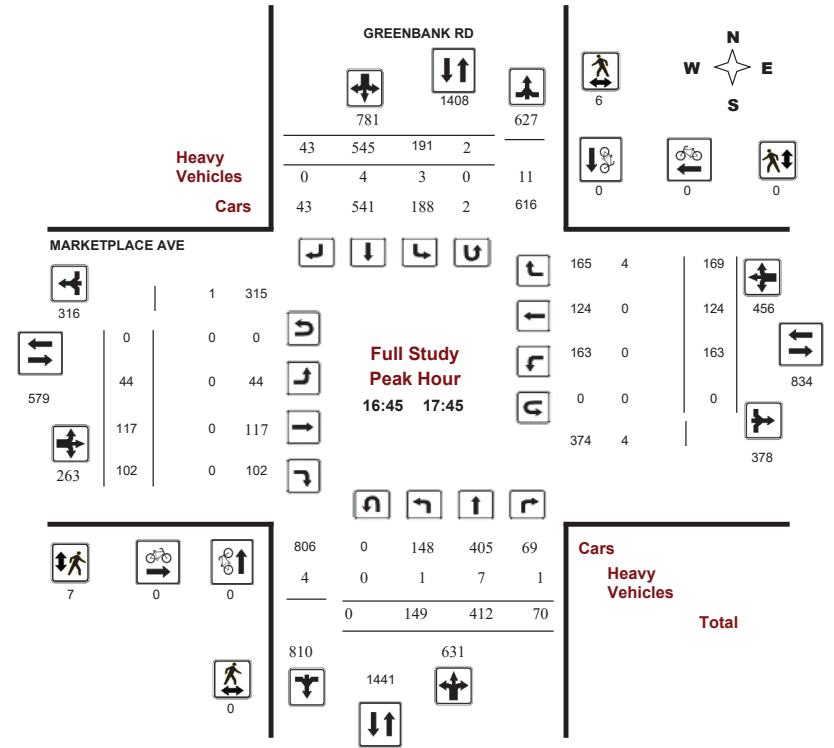 GREENBANK RD
N
W E
S
1408
6
781 627
43 545 191 2
Heavy
Vehicles
0 4 3 0 11
Cars
43 541 188 2 616
0 0 0
MARKETPLACE AVE
316
1 315
165 4 169
456
0 0 0
124 0 124
579
44 0 44
Full Study
Peak Hour
16:45 17:45
163 0 163
834
117 0 117
0 0 0
263
102 0 102
374 4
378
806 0 148 405 69
Cars
4 0 1 7 1
Heavy
Vehicles
7 0 0
0 149 412 70
Total
810 631
1441
0